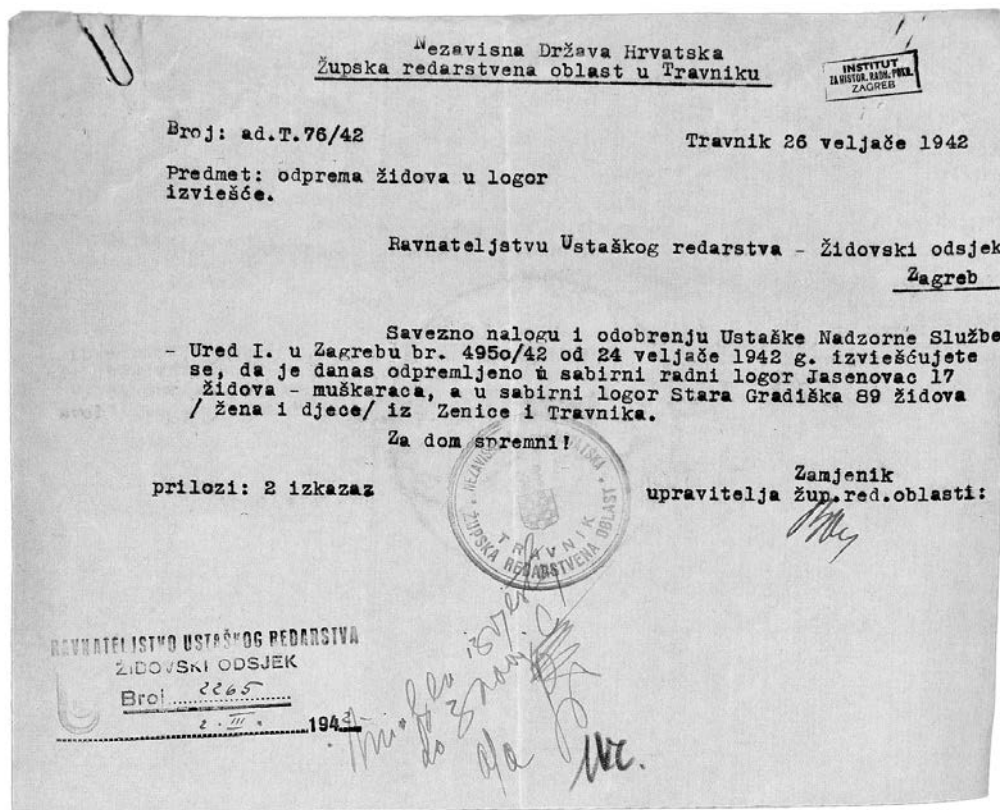 Nezavisna Država Hrvatska
Župska redarstvena oblast u Travniku
INSTITUT
ZA HISTOR. RADN. POKR.
ZAGREB
Broj: ad.T.76/42
Travnik 26 veljače 1942
Predmet: odprema židova u logor
izviešće.
Ravnateljstvu Ustaškog redarstva - Židovski odsjek
Zagreb
Savezno nalogu i odobrenju Ustaške Nadzorne Službe
- Ured I. u Zagrebu br. 495o/42 od 24 veljače 1942 g. izviešćujete
se, da je danas odpremljeno u sabirni radni logor Jasenovac 17
židova - muškaraca, a u sabirni logor Stara Gradiška 89 židova
/ žena i djece/ iz Zenice i Travnika.
Za dom spremni!
prilozi: 2 izkazaz
Zamjenik
upravitelja žup.red.oblasti:
ŽUPSKA REDARSTVENA OBLAST
TRAVNIK
RAVNATELJSTVO USTAŠKOG REDARSTVA
ŽIDOVSKI ODSJEK
Broj 2265
2. III. 1942
a/a